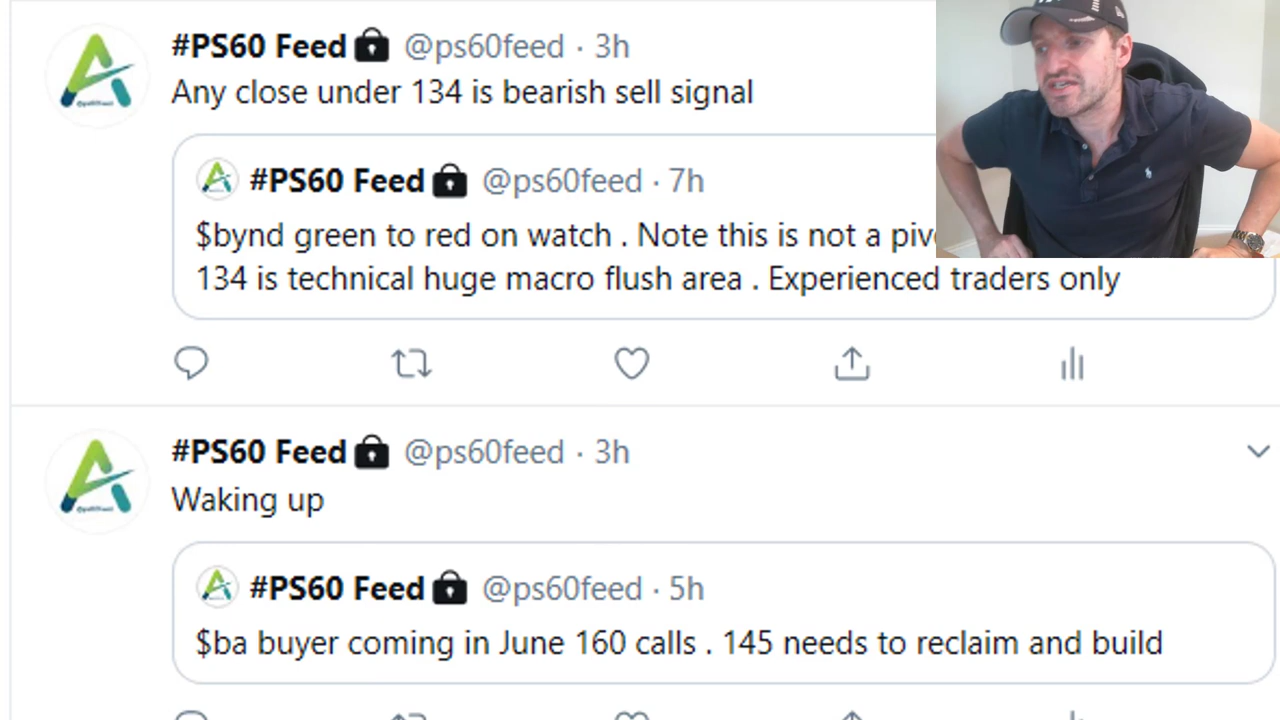 #PS60 Feed @ps60feed · 3h
Any close under 134 is bearish sell signal
#PS60 Feed @ps60feed · 7h
$bynd green to red on watch . Note this is not a
134 is technical huge macro flush area . Experienced traders only
#PS60 Feed @ps60feed · 3h
Waking up
#PS60 Feed @ps60feed · 5h
$ba buyer coming in June 160 calls . 145 needs to reclaim and build